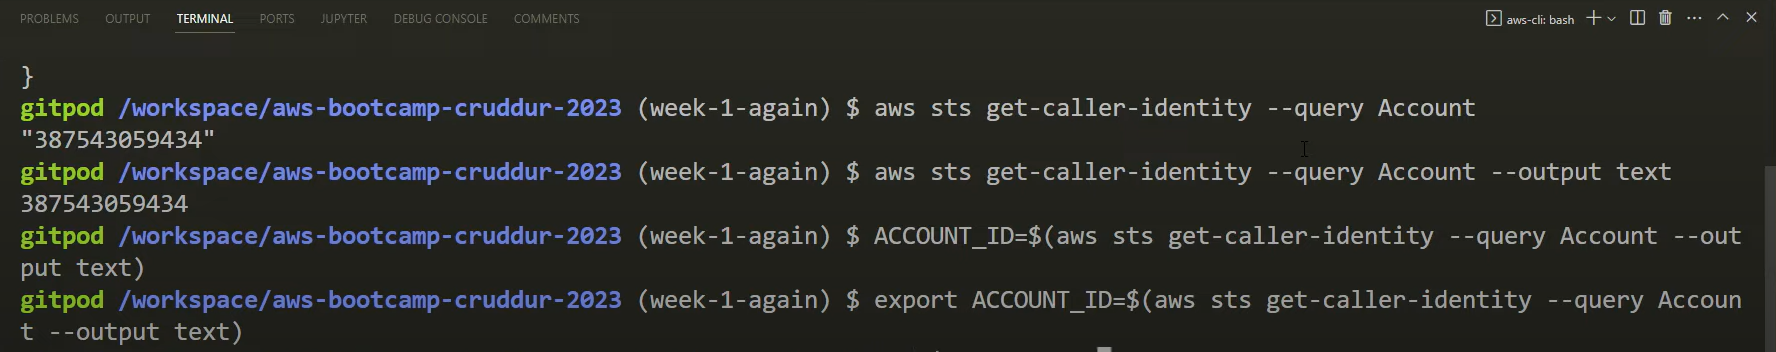 PROBLEMS OUTPUT TERMINAL PORTS JUPYTER DEBUG CONSOLE COMMENTS aws-cli: bash
}
gitpod /workspace/aws-bootcamp-cruddur-2023 (week-1-again) $ aws sts get-caller-identity --query Account
"387543059434"
gitpod /workspace/aws-bootcamp-cruddur-2023 (week-1-again) $ aws sts get-caller-identity --query Account --output text
387543059434
gitpod /workspace/aws-bootcamp-cruddur-2023 (week-1-again) $ ACCOUNT_ID=$(aws sts get-caller-identity --query Account --out
put text)
gitpod /workspace/aws-bootcamp-cruddur-2023 (week-1-again) $ export ACCOUNT_ID=$(aws sts get-caller-identity --query Accoun
t --output text)